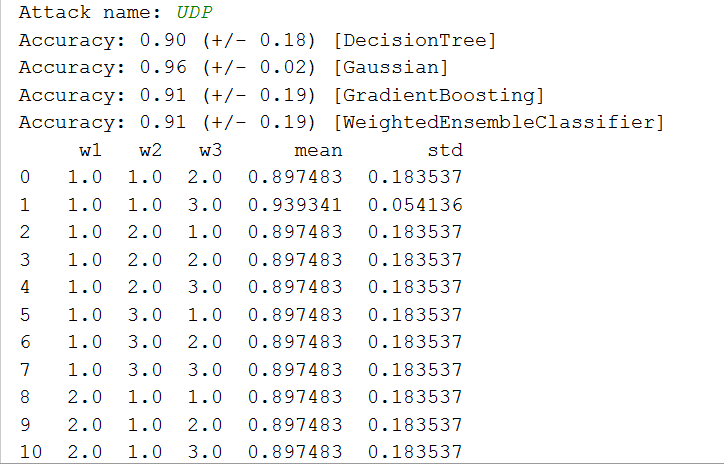 Attack name: UDP
Accuracy: 0.90 (+/- 0.18) [DecisionTree]
Accuracy: 0.96 (+/- 0.02) [Gaussian]
Accuracy: 0.91 (+/- 0.19) [GradientBoosting]
Accuracy: 0.91 (+/- 0.19) [WeightedEnsembleClassifier]
w1 w2 w3 mean std
0 1.0 1.0 2.0 0.897483 0.183537
1 1.0 1.0 3.0 0.939341 0.054136
2 1.0 2.0 1.0 0.897483 0.183537
3 1.0 2.0 2.0 0.897483 0.183537
4 1.0 2.0 3.0 0.897483 0.183537
5 1.0 3.0 1.0 0.897483 0.183537
6 1.0 3.0 2.0 0.897483 0.183537
7 1.0 3.0 3.0 0.897483 0.183537
8 2.0 1.0 1.0 0.897483 0.183537
9 2.0 1.0 2.0 0.897483 0.183537
10 2.0 1.0 3.0 0.897483 0.183537